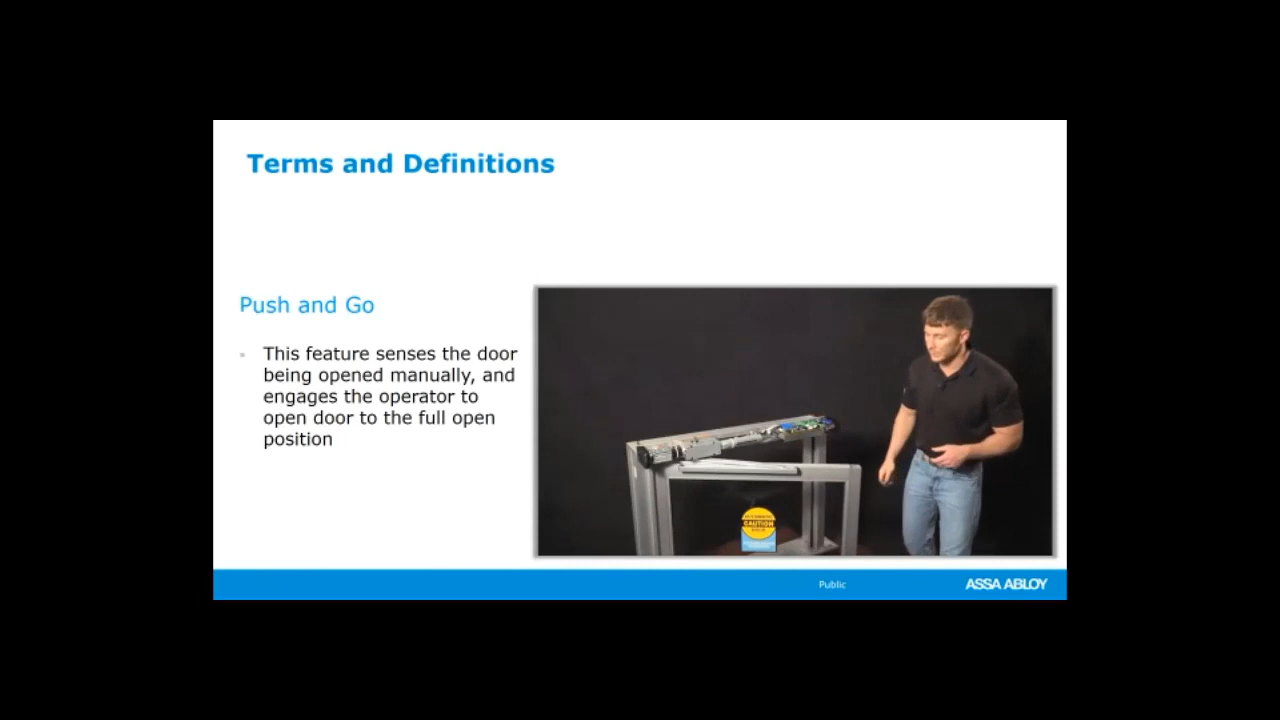 Terms and Definitions
Push and Go
This feature senses the door
being opened manually, and
engages the operator to
open door to the full open
position
CAUTION
Public
ASSA ABLOY